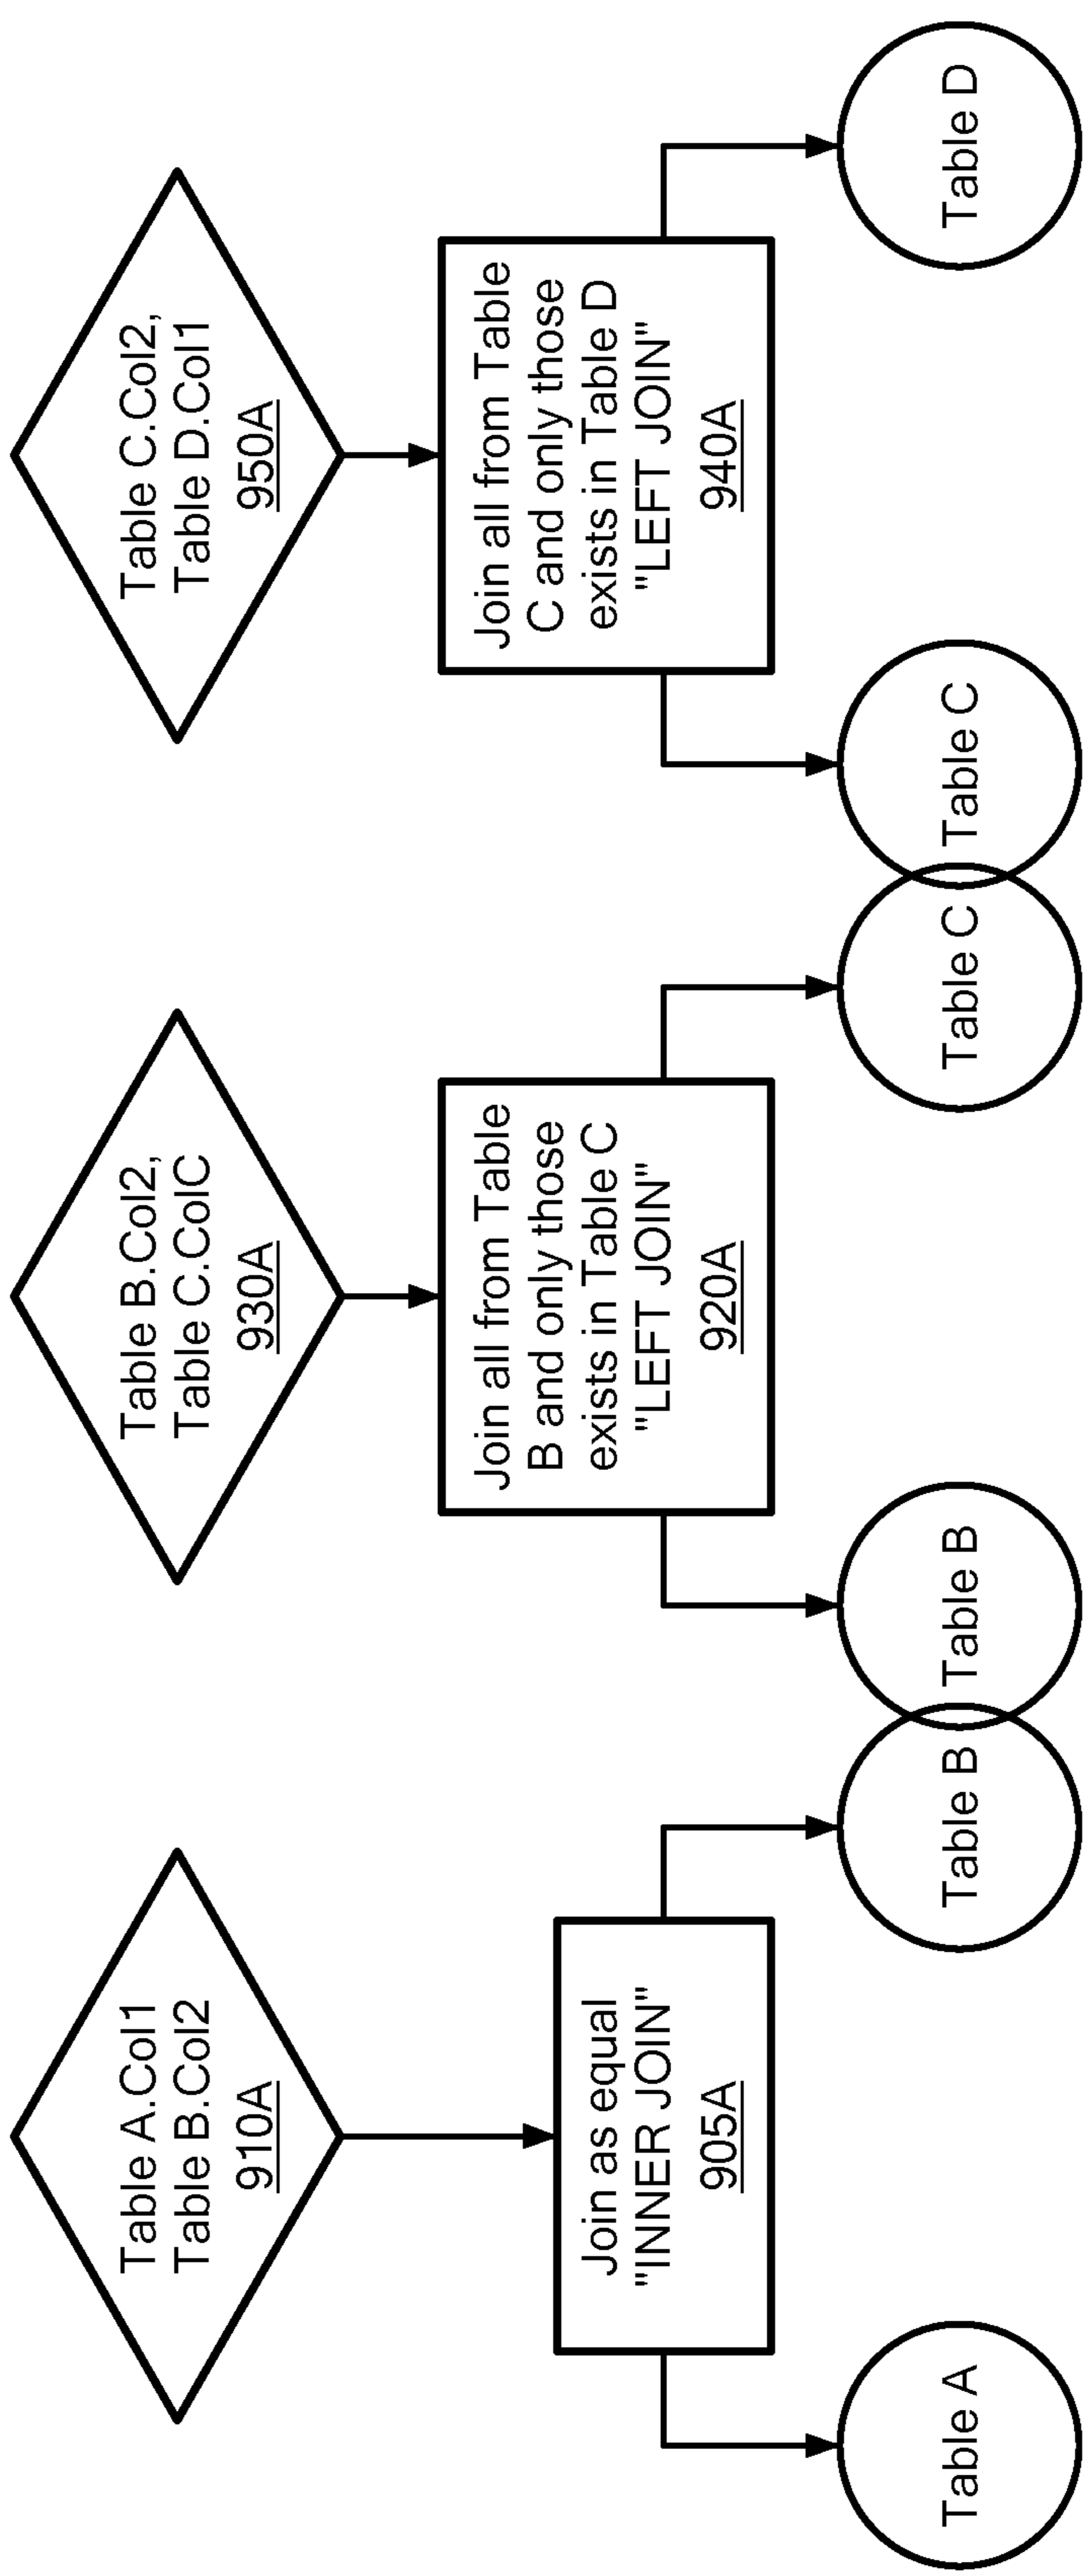 Table A.Col1
Table B.Col2
910A
Table B.Col2,
Table C.ColC
930A
Table C.Col2,
Table D.Col1
950A
Join as equal
"INNER JOIN"
905A
Join all from Table
B and only those
exists in Table C
"LEFT JOIN"
920A
Join all from Table
C and only those
exists in Table D
"LEFT JOIN"
940A
Table A
Table B
Table B
Table C
Table C
Table D